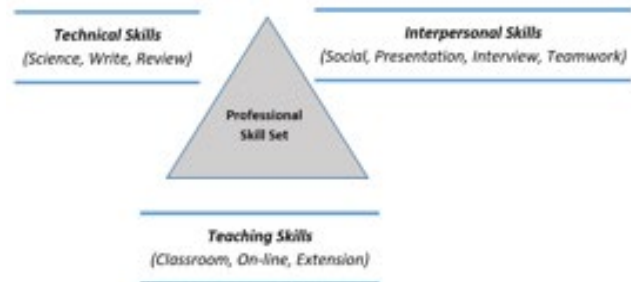 Technical Skills
(Science, Write, Review)
Interpersonal Skills
(Social, Presentation, Interview, Teamwork)
Professional
Skill Set
Teaching Skills
(Classroom, On-line, Extension)